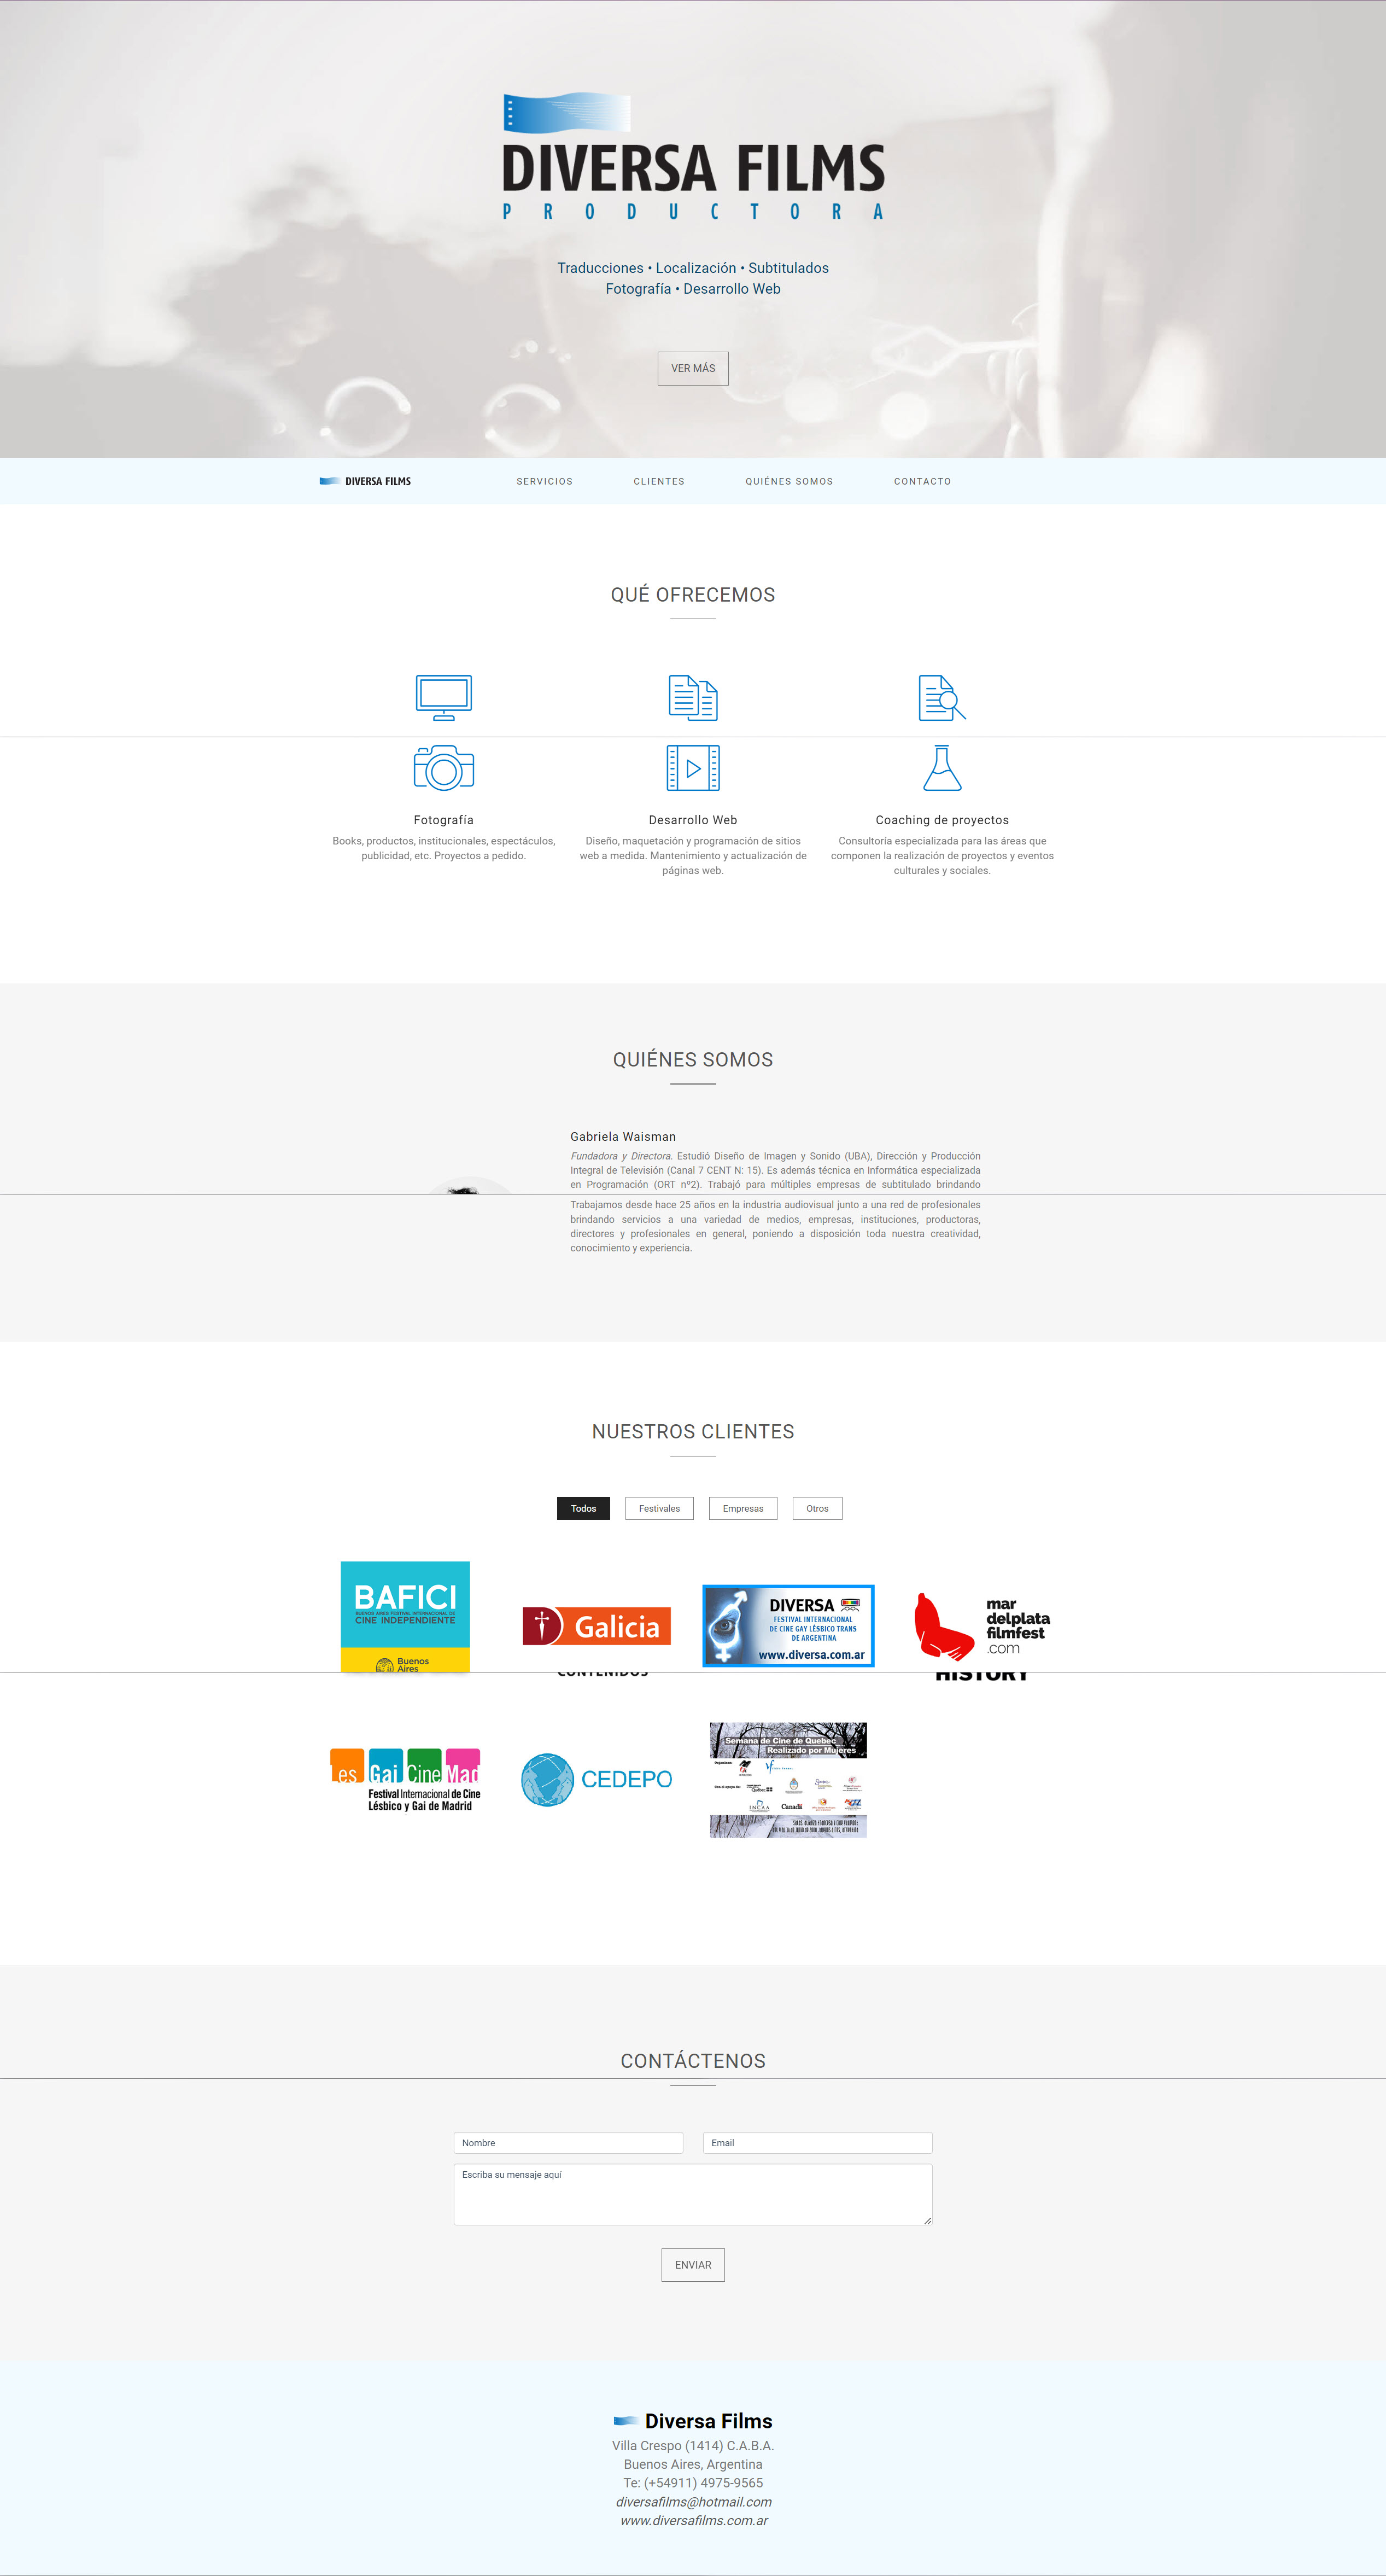 DIVERSA FILMS
PRODUCTORA
Traducciones • Localización • Subtitulados
Fotografía • Desarrollo Web
VER MÁS
DIVERSA FILMS
SERVICIOS
CLIENTES
QUIÉNES SOMOS
CONTACTO
QUÉ OFRECEMOS
Fotografía
Books, productos, institucionales, espectáculos,
publicidad, etc. Proyectos a pedido.
Desarrollo Web
Diseño, maquetación y programación de sitios
web a medida. Mantenimiento y actualización de
páginas web.
Coaching de proyectos
Consultoría especializada para las áreas que
componen la realización de proyectos y eventos
culturales y sociales.
QUIÉNES SOMOS
Gabriela Waisman
Fundadora y Directora. Estudió Diseño de Imagen y Sonido (UBA), Dirección y Producción
Integral de Televisión (Canal 7 CENT N: 15). Es además técnica en Informática especializada
en Programación (ORT nº2). Trabajó para múltiples empresas de subtitulado brindando
Trabajamos desde hace 25 años en la industria audiovisual junto a una red de profesionales
brindando servicios a una variedad de medios, empresas, instituciones, productoras,
directores y profesionales en general, poniendo a disposición toda nuestra creatividad,
conocimiento y experiencia.
NUESTROS CLIENTES
Todos
Festivales
Empresas
Otros
BAFICI
BUENOS AIRES FESTIVAL INTERNACIONAL DE
CINE INDEPENDIENTE
Buenos
Aires
Galicia
CONTENIDOS
DIVERSA
FESTIVAL INTERNACIONAL
DE CINE GAY LÉSBICO TRANS
DE ARGENTINA
www.diversa.com.ar
mar
delplata
filmfest
.com
HISTORY
Les Gai Cine Mad
Festival Internacional de Cine
Lésbico y Gai de Madrid
CEDEPO
Semana de Cine de Quebec
Realizado por Mujeres
INCAA
Canada
CONTÁCTENOS
Nombre
Email
Escriba su mensaje aquí
ENVIAR
Diversa Films
Villa Crespo (1414) C.A.B.A.
Buenos Aires, Argentina
Te: (+54911) 4975-9565
diversafilms@hotmail.com
www.diversafilms.com.ar